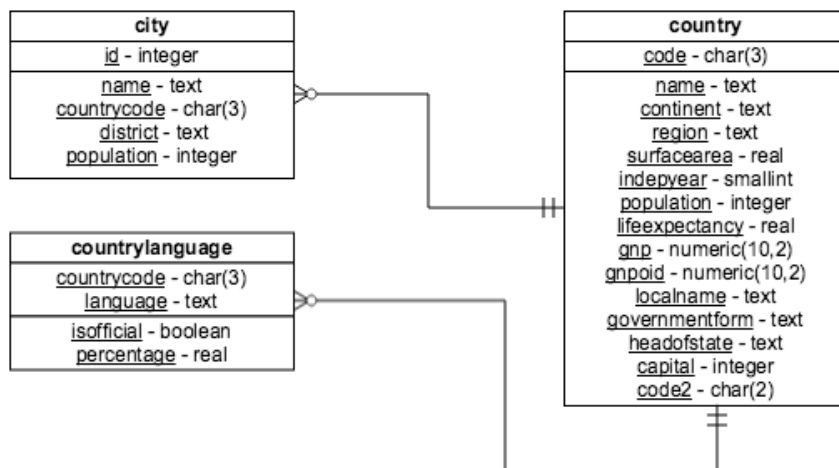 city
id - integer
name - text
countrycode - char(3)
district - text
population - integer
countrylanguage
countrycode - char(3)
language - text
isofficial - boolean
percentage - real
country
code - char(3)
name - text
continent - text
region - text
surfacearea - real
indepyear - smallint
population - integer
lifeexpectancy - real
gnp - numeric(10,2)
gnpoid - numeric(10,2)
localname - text
governmentform - text
headofstate - text
capital - integer
code2 - char(2)